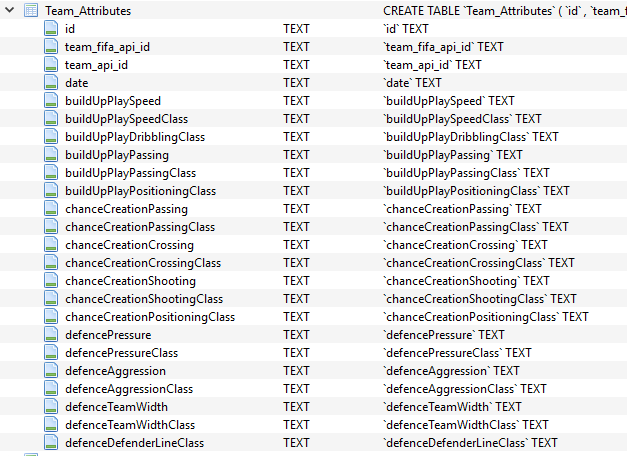 Team_Attributes CREATE TABLE `Team_Attributes` ( `id` , `team_f
id TEXT `id` TEXT
team_fifa_api_id TEXT `team_fifa_api_id` TEXT
team_api_id TEXT `team_api_id` TEXT
date TEXT `date` TEXT
buildUpPlaySpeed TEXT `buildUpPlaySpeed` TEXT
buildUpPlaySpeedClass TEXT `buildUpPlaySpeedClass` TEXT
buildUpPlayDribblingClass TEXT `buildUpPlayDribblingClass` TEXT
buildUpPlayPassing TEXT `buildUpPlayPassing` TEXT
buildUpPlayPassingClass TEXT `buildUpPlayPassingClass` TEXT
buildUpPlayPositioningClass TEXT `buildUpPlayPositioningClass` TEXT
chanceCreationPassing TEXT `chanceCreationPassing` TEXT
chanceCreationPassingClass TEXT `chanceCreationPassingClass` TEXT
chanceCreationCrossing TEXT `chanceCreationCrossing` TEXT
chanceCreationCrossingClass TEXT `chanceCreationCrossingClass` TEXT
chanceCreationShooting TEXT `chanceCreationShooting` TEXT
chanceCreationShootingClass TEXT `chanceCreationShootingClass` TEXT
chanceCreationPositioningClass TEXT `chanceCreationPositioningClass` TEXT
defencePressure TEXT `defencePressure` TEXT
defencePressureClass TEXT `defencePressureClass` TEXT
defenceAggression TEXT `defenceAggression` TEXT
defenceAggressionClass TEXT `defenceAggressionClass` TEXT
defenceTeamWidth TEXT `defenceTeamWidth` TEXT
defenceTeamWidthClass TEXT `defenceTeamWidthClass` TEXT
defenceDefenderLineClass TEXT `defenceDefenderLineClass` TEXT